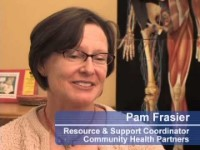 Pam Frasier
Resource & Support Coordinator
Community Health Partners